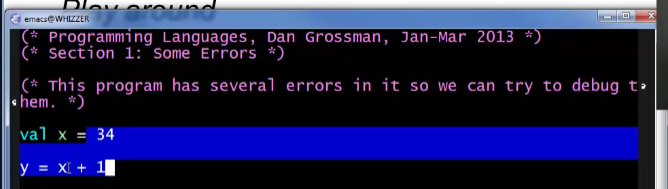 Play around
emacs@WHIZZER
(* Programming Languages, Dan Grossman, Jan-Mar 2013 *)
(* Section 1: Some Errors *)
(* This program has several errors in it so we can try to debug t
hem. *)
val x = 34
y = x + 1